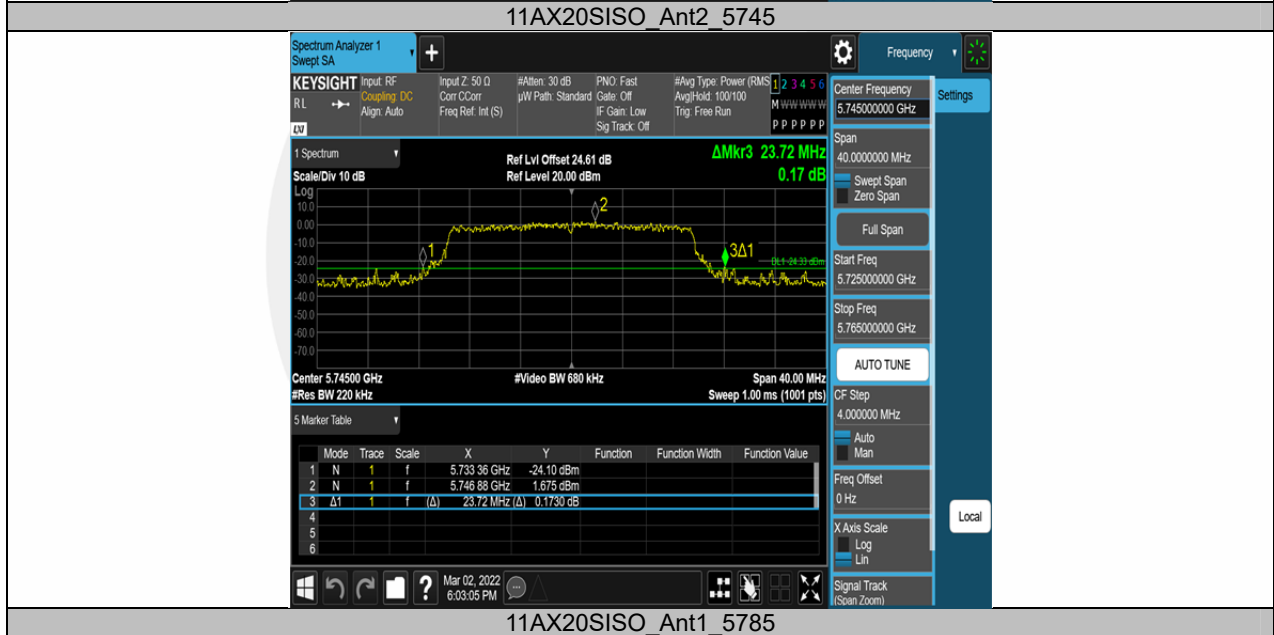 11AX20SISO_Ant2_5745
Spectrum Analyzer 1
Swept SA
+
Frequency
KEYSIGHT
RL
LXI
Input: RF
Coupling: DC
Align: Auto
Input Z: 50 Ω
Corr CCorr
Freq Ref: Int (S)
#Atten: 30 dB
µW Path: Standard
PNO: Fast
Gate: Off
IF Gain: Low
Sig Track: Off
#Avg Type: Power (RMS
Avg|Hold: 100/100
Trig: Free Run
1 2 3 4 5 6
M W W W W W
P P P P P P
Center Frequency
5.745000000 GHz
Settings
Span
40.0000000 MHz
Swept Span
Zero Span
Full Span
Start Freq
5.725000000 GHz
Stop Freq
5.765000000 GHz
AUTO TUNE
CF Step
4.000000 MHz
Auto
Man
Freq Offset
0 Hz
X Axis Scale
Log
Lin
Signal Track
(Span Zoom)
Local
1 Spectrum
Scale/Div 10 dB
Ref Lvl Offset 24.61 dB
Ref Level 20.00 dBm
ΔMkr3 23.72 MHz
0.17 dB
Log
10.0
0.00
-10.0
-20.0
-30.0
-40.0
-50.0
-60.0
-70.0
1
2
3Δ1
DL1 -24.33 dBm
Center 5.74500 GHz
#Video BW 680 kHz
Span 40.00 MHz
#Res BW 220 kHz
Sweep 1.00 ms (1001 pts)
5 Marker Table
Mode Trace Scale X Y Function Function Width Function Value
1 N 1 f 5.733 36 GHz -24.10 dBm
2 N 1 f 5.746 88 GHz 1.675 dBm
3 Δ1 1 f (Δ) 23.72 MHz (Δ) 0.1730 dB
4
5
6
?
Mar 02, 2022
6:03:05 PM
11AX20SISO_Ant1_5785